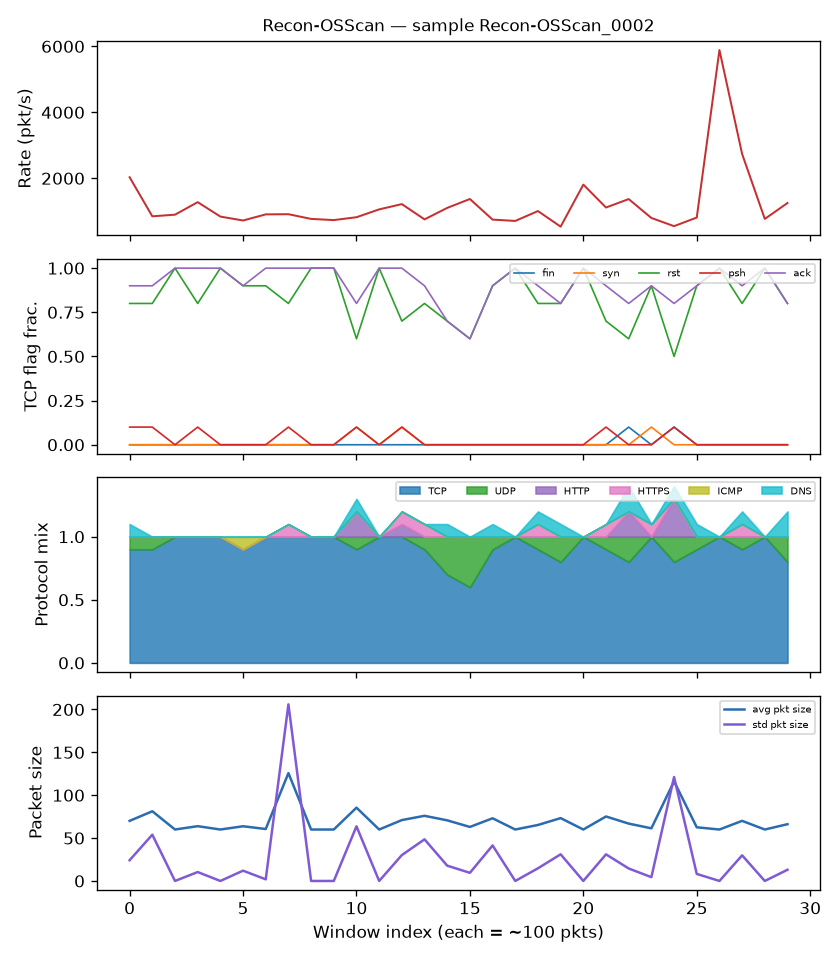 Recon-OSScan — sample Recon-OSScan_0002
6000
4000
2000
Rate (pkt/s)
1.00
0.75
0.50
0.25
0.00
TCP flag frac.
fin syn rst psh ack
1.0
0.5
0.0
Protocol mix
TCP UDP HTTP HTTPS ICMP DNS
200
150
100
50
0
Packet size
avg pkt size
std pkt size
0 5 10 15 20 25 30
Window index (each = ~100 pkts)